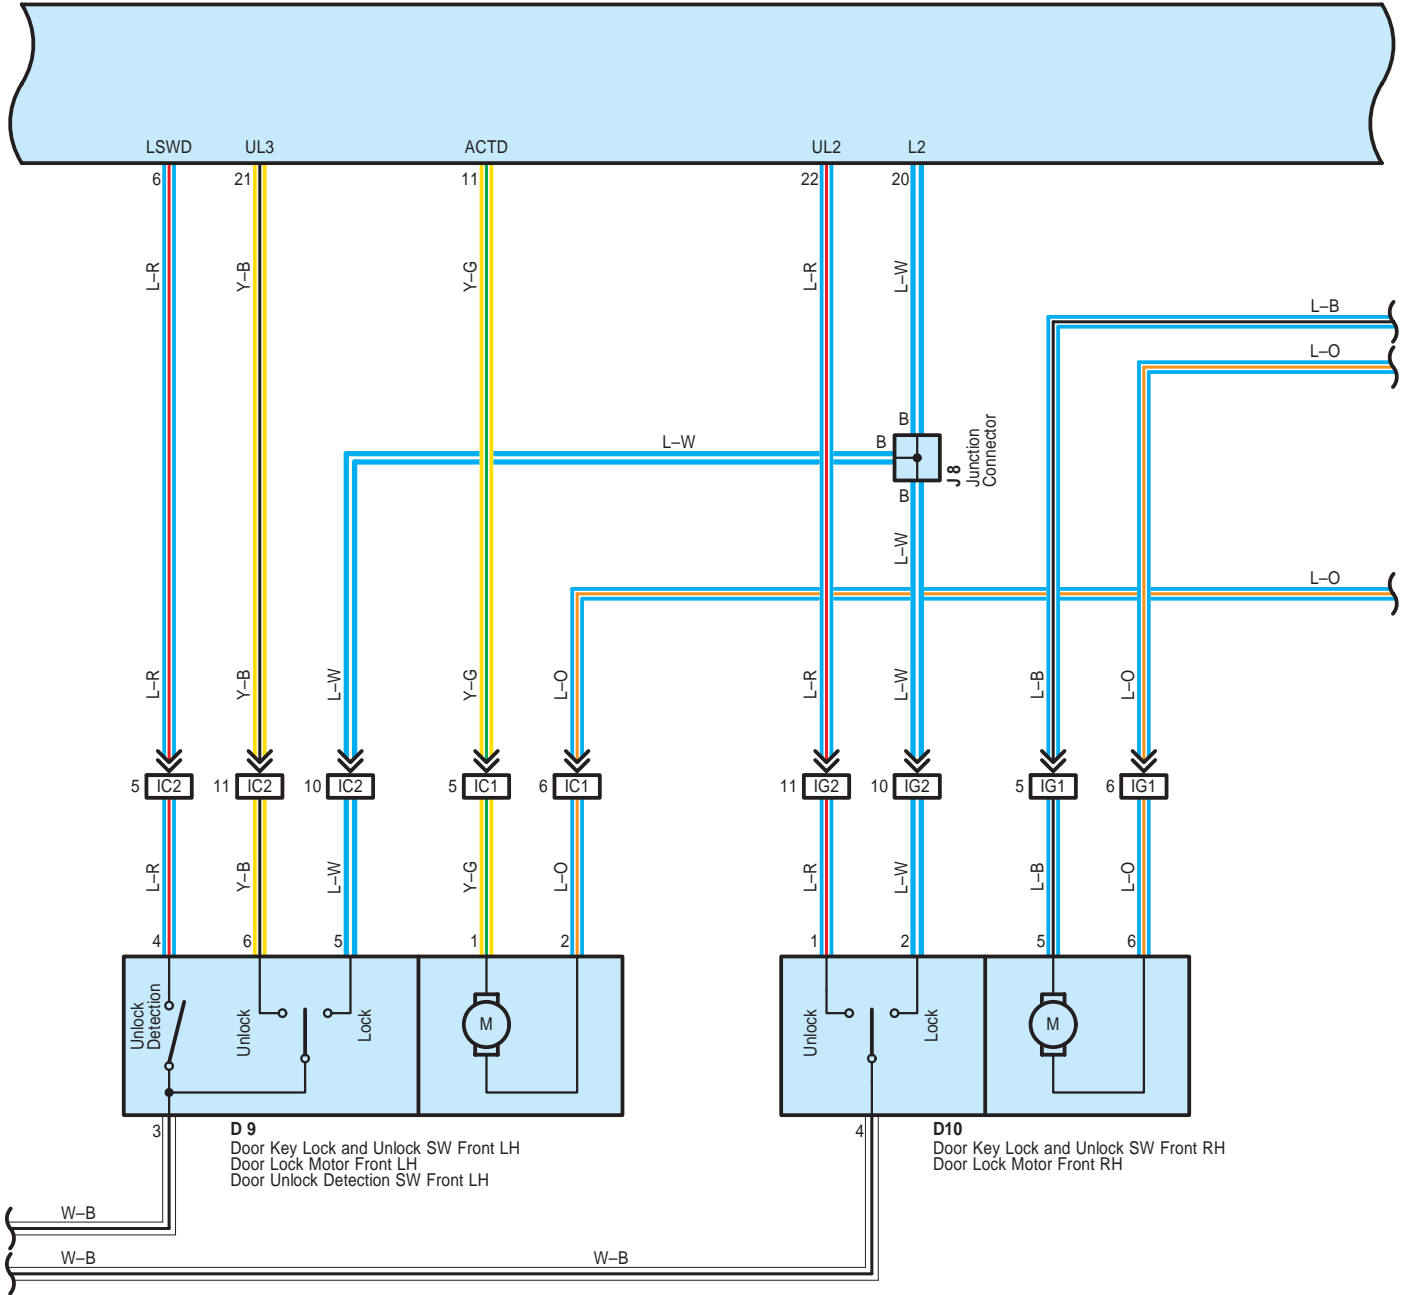 LSWD UL3 ACTD UL2 L2
6 21 11 22 20
L–R Y–B Y–G L–R L–W
L–B
L–O
B
L–W B
B
J 8
Junction
Connector
L–W
L–O
L–R Y–B L–W Y–G L–O L–R L–W L–B L–O
5 IC2 11 IC2 10 IC2 5 IC1 6 IC1 11 IG2 10 IG2 5 IG1 6 IG1
L–R Y–B L–W Y–G L–O L–R L–W L–B L–O
4 6 5 1 2 1 2 5 6
Unlock
Detection
Unlock
Lock
M
Unlock
Lock
M
3
D 9
Door Key Lock and Unlock SW Front LH
Door Lock Motor Front LH
Door Unlock Detection SW Front LH
4
D10
Door Key Lock and Unlock SW Front RH
Door Lock Motor Front RH
W–B
W–B W–B